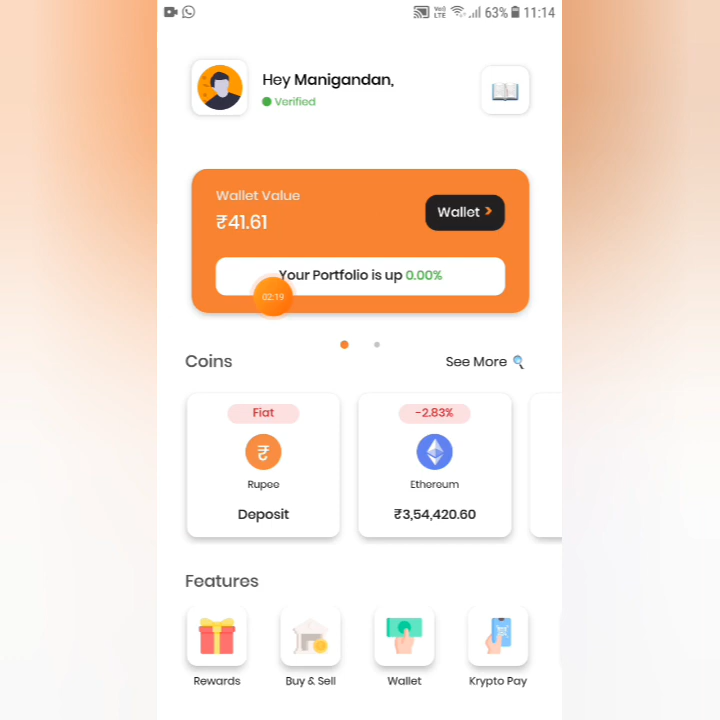 Vo) LTE 63% 11:14
Hey Manigandan,
Verified
Wallet Value
₹41.61
Wallet >
Your Portfolio is up 0.00%
02:19
Coins
See More
Fiat
-2.83%
₹
Rupee
Ethereum
Deposit
₹3,54,420.60
Features
Rewards
Buy & Sell
Wallet
Krypto Pay